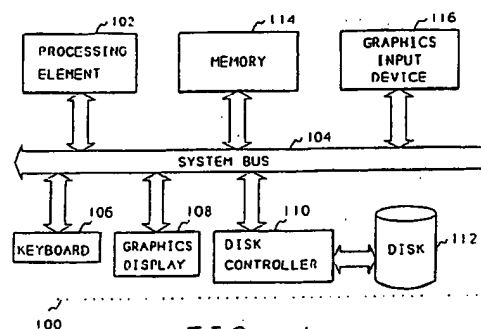 102
114
116
PROCESSING
ELEMENT
MEMORY
GRAPHICS
INPUT
DEVICE
104
SYSTEM BUS
106
108
110
KEYBOARD
GRAPHICS
DISPLAY
DISK
CONTROLLER
DISK
112
100